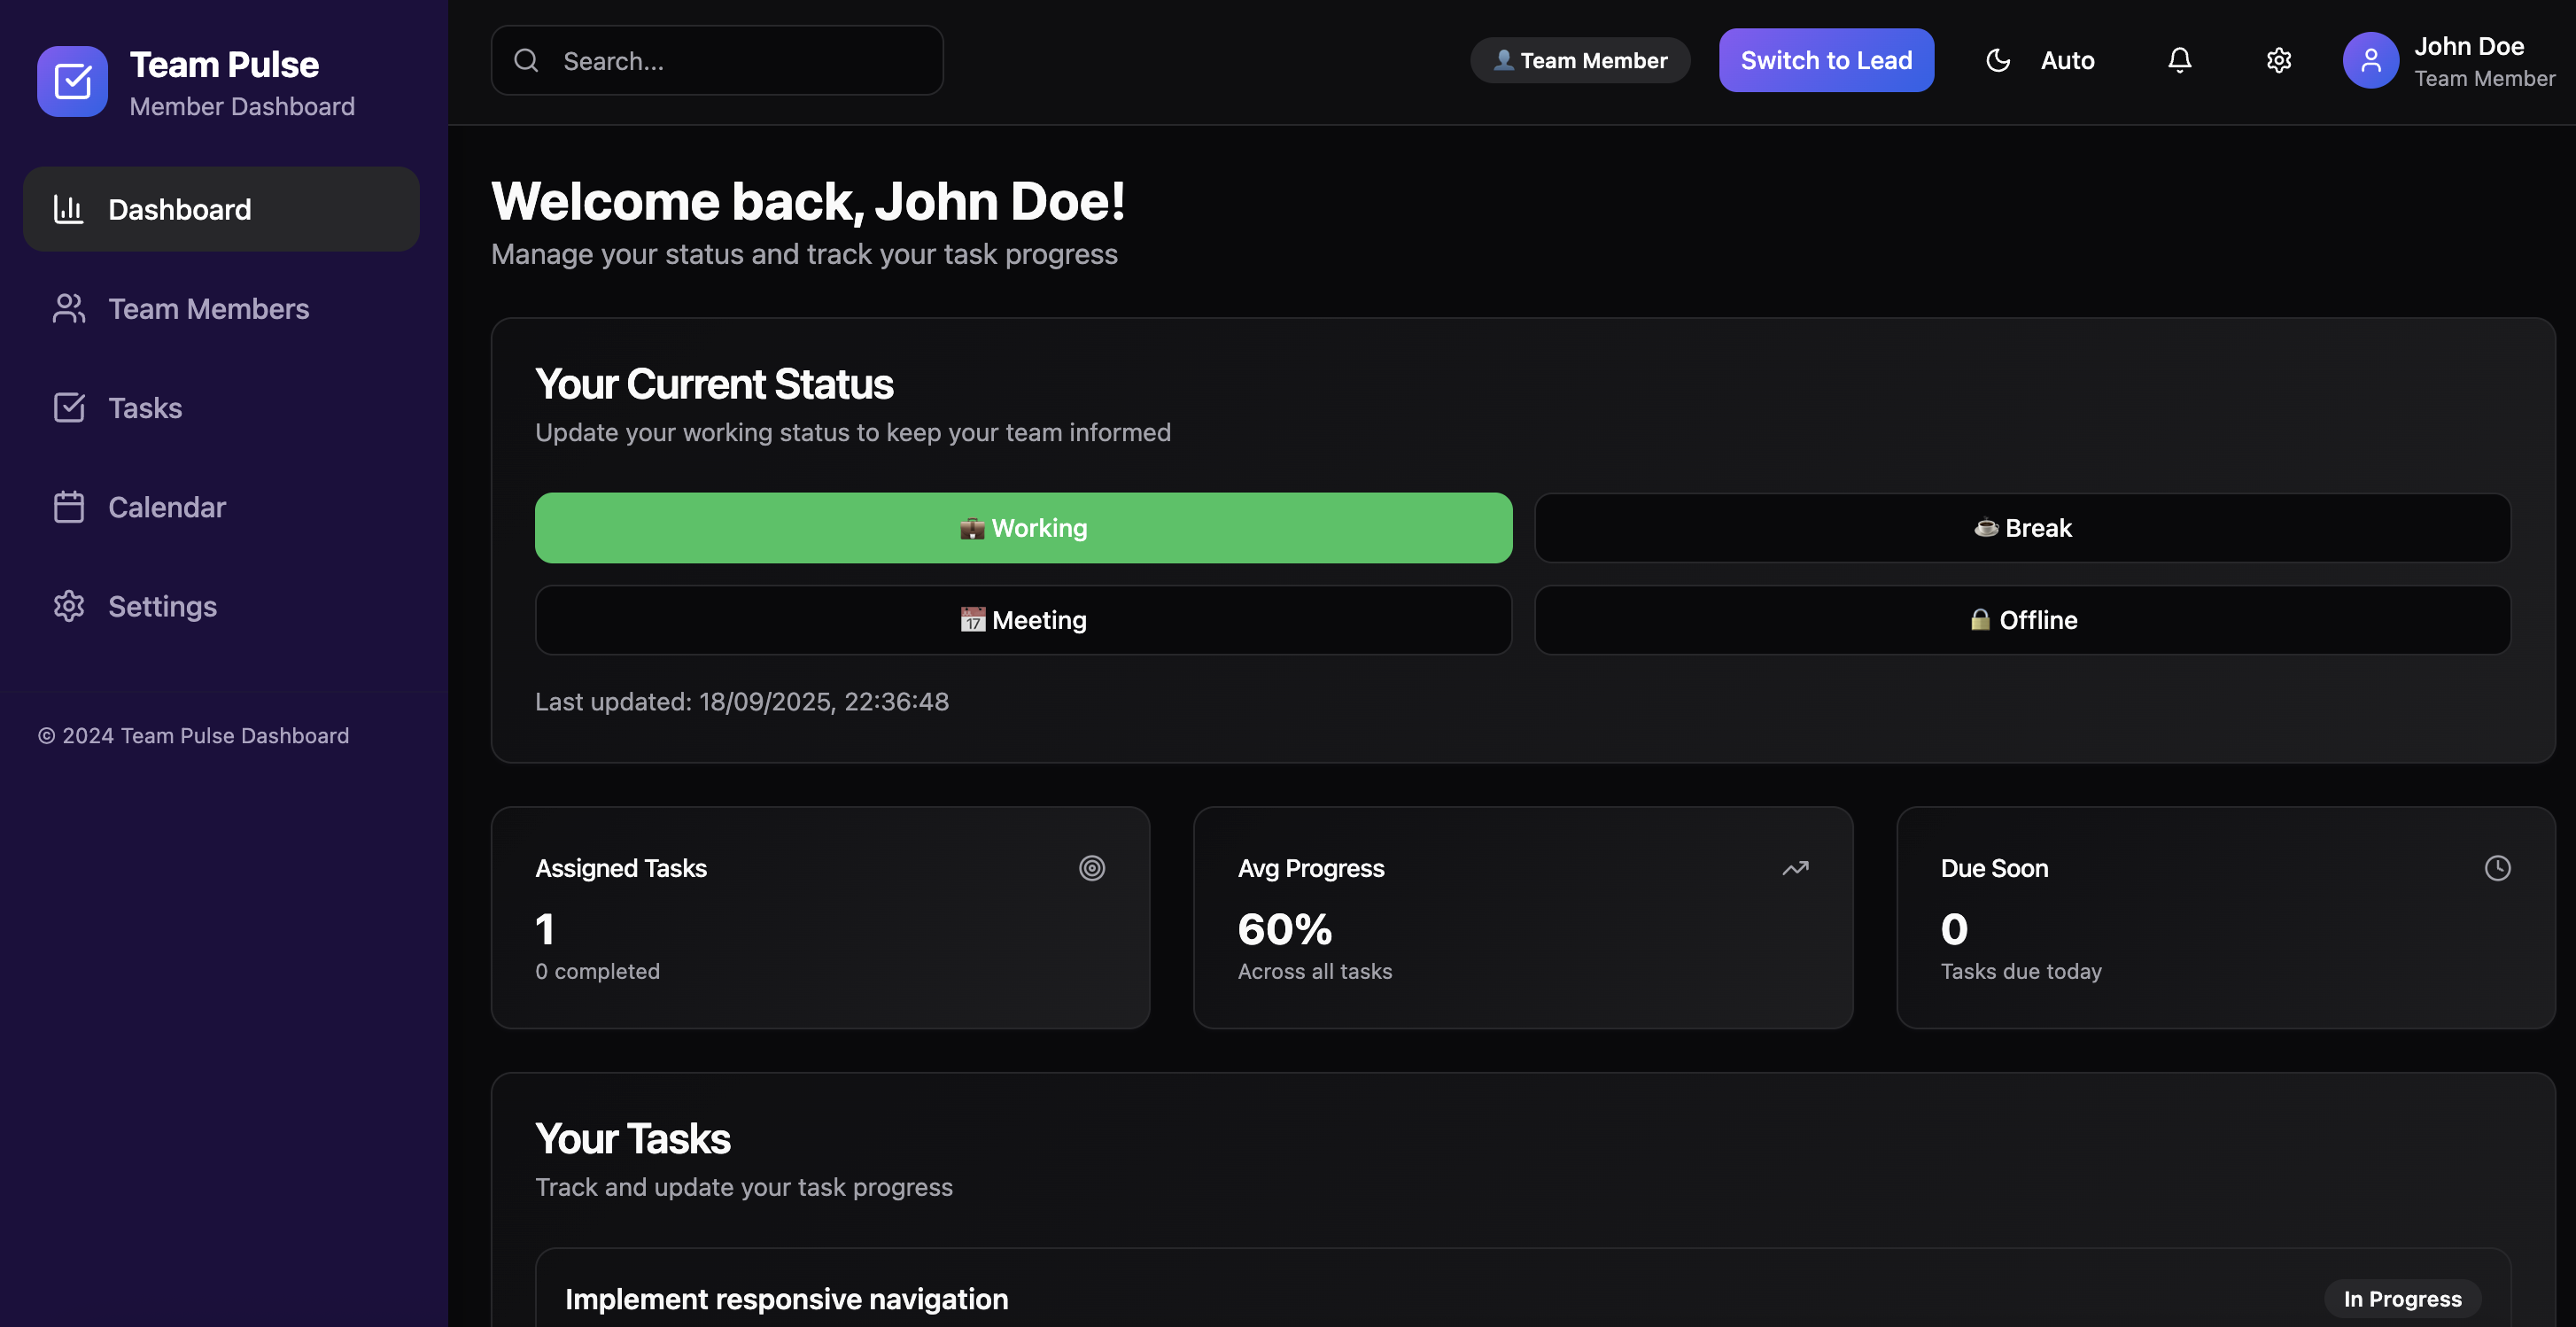 Team Pulse
Member Dashboard
Dashboard
Team Members
Tasks
Calendar
Settings
© 2024 Team Pulse Dashboard
Search...
Team Member
Switch to Lead
Auto
John Doe
Team Member
Welcome back, John Doe!
Manage your status and track your task progress
Your Current Status
Update your working status to keep your team informed
Working
Break
17 Meeting
Offline
Last updated: 18/09/2025, 22:36:48
Assigned Tasks
1
0 completed
Avg Progress
60%
Across all tasks
Due Soon
0
Tasks due today
Your Tasks
Track and update your task progress
Implement responsive navigation
In Progress